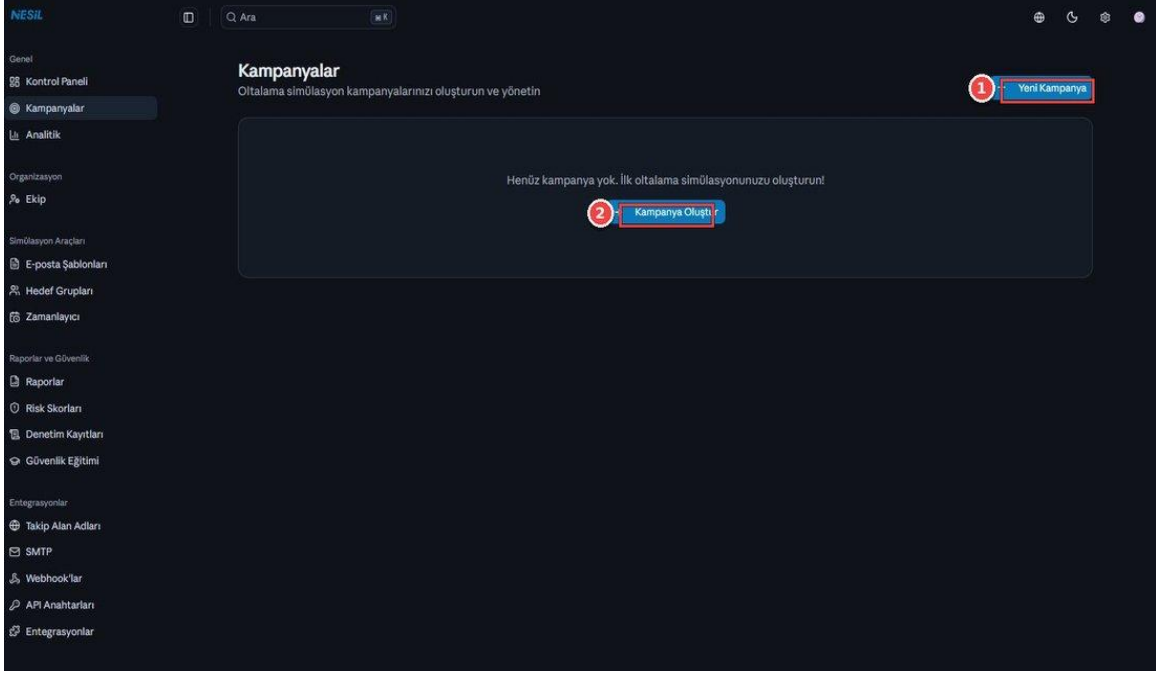 NESİL
Ara
⌘ K
Genel
Kontrol Paneli
Kampanyalar
Analitik
Organizasyon
Ekip
Simülasyon Araçları
E-posta Şablonları
Hedef Grupları
Zamanlayıcı
Raporlar ve Güvenlik
Raporlar
Risk Skorları
Denetim Kayıtları
Güvenlik Eğitimi
Entegrasyonlar
Takip Alan Adları
SMTP
Webhook'lar
API Anahtarları
Entegrasyonlar
Kampanyalar
Oltalama simülasyon kampanyalarınızı oluşturun ve yönetin
1 Yeni Kampanya
Henüz kampanya yok. İlk oltalama simülasyonunuzu oluşturun!
2 Kampanya Oluştur